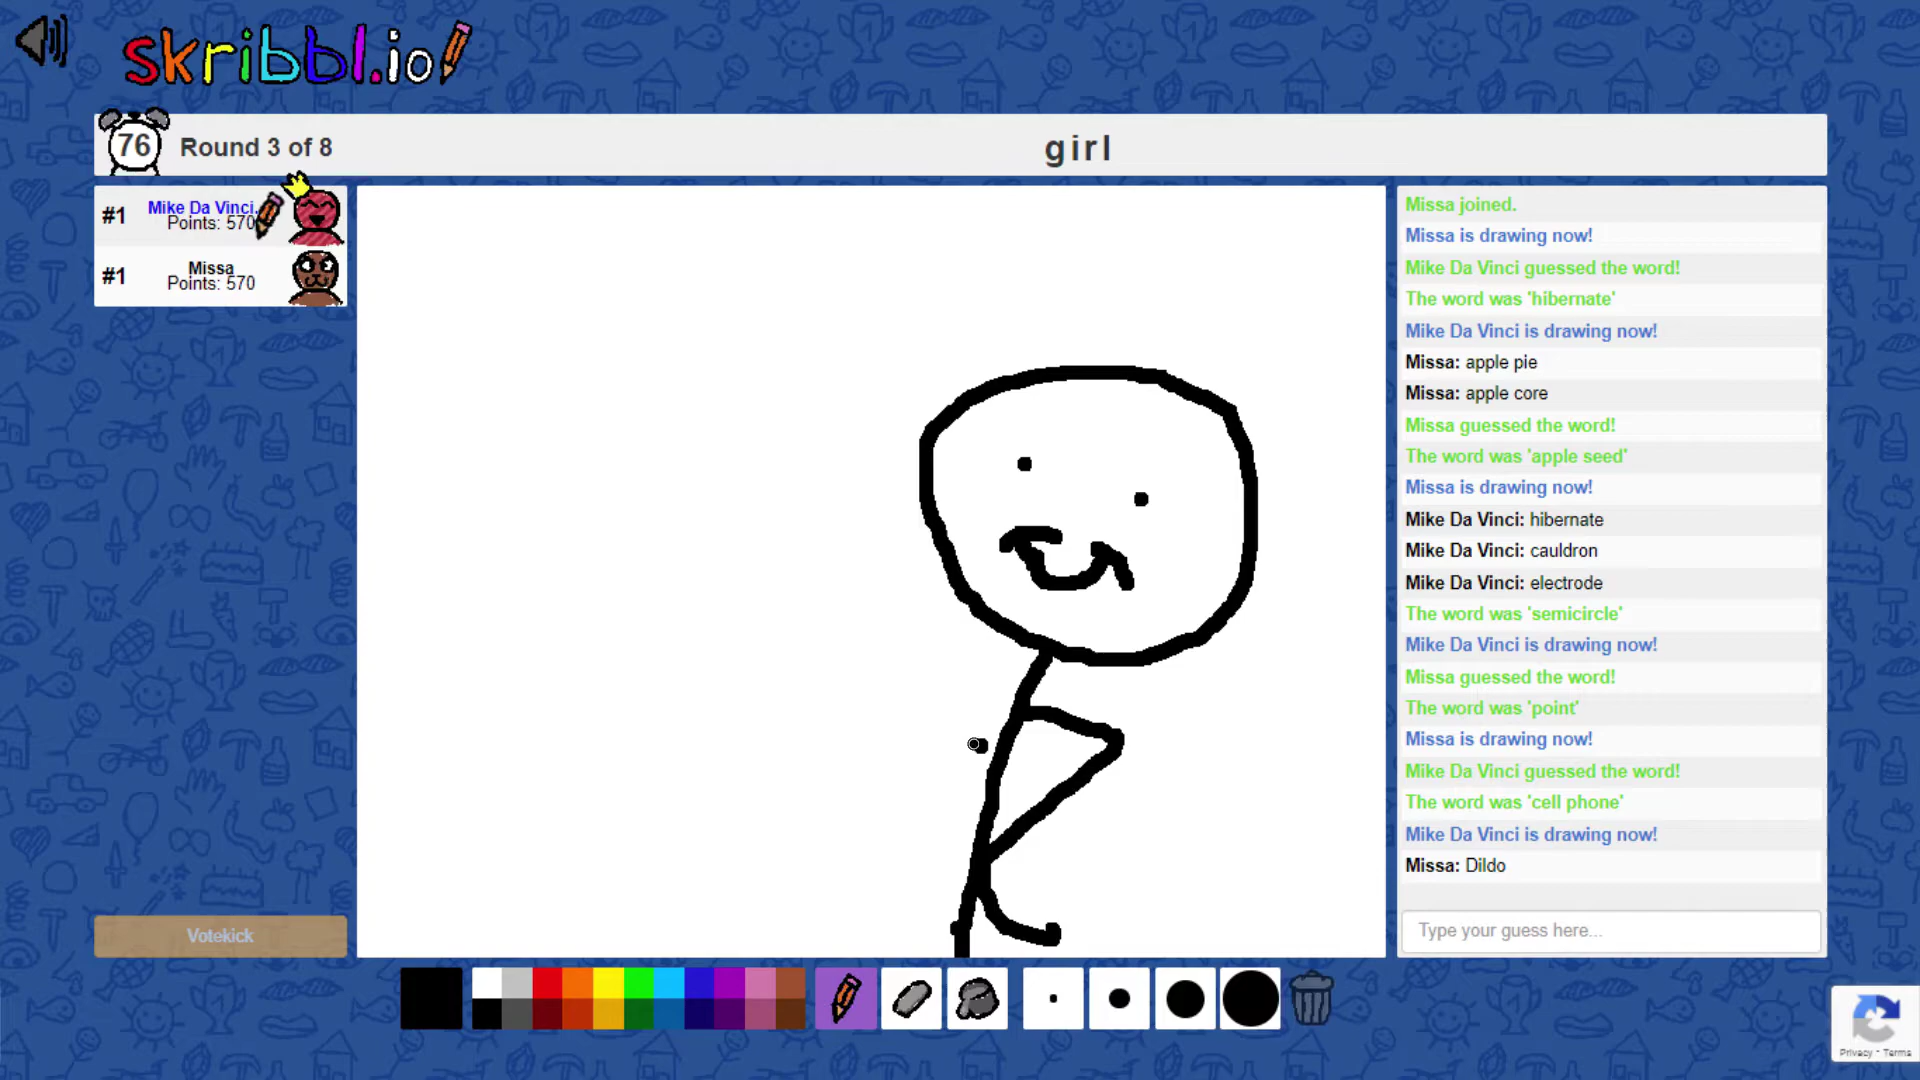 skribbl.io
76
Round 3 of 8
girl
#1
Mike Da Vinci
Points: 570
#1
Missa
Points: 570
Missa joined.
Missa is drawing now!
Mike Da Vinci guessed the word!
The word was 'hibernate'
Mike Da Vinci is drawing now!
Missa: apple pie
Missa: apple core
Missa guessed the word!
The word was 'apple seed'
Missa is drawing now!
Mike Da Vinci: hibernate
Mike Da Vinci: cauldron
Mike Da Vinci: electrode
The word was 'semicircle'
Mike Da Vinci is drawing now!
Missa guessed the word!
The word was 'point'
Missa is drawing now!
Mike Da Vinci guessed the word!
The word was 'cell phone'
Mike Da Vinci is drawing now!
Missa: Dildo
Votekick
Type your guess here...
Privacy - Terms